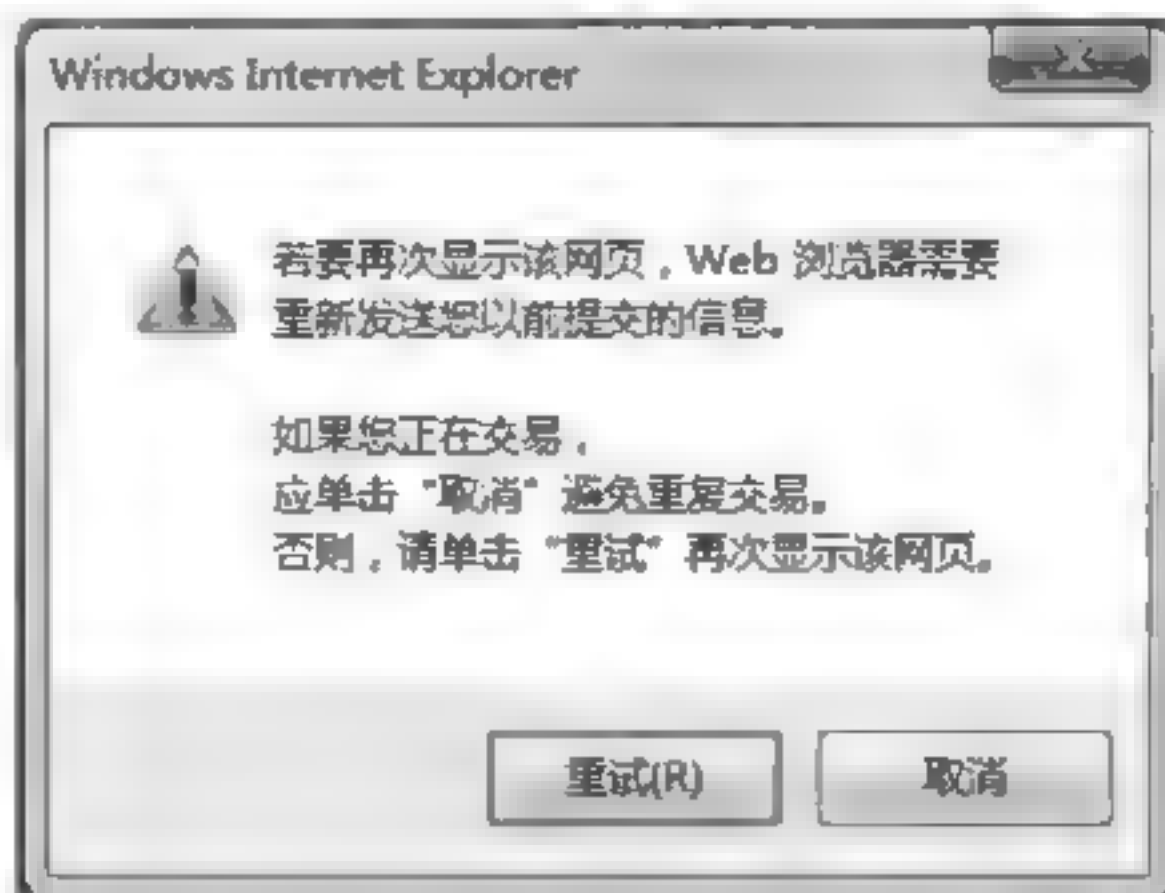 Windows Internet Explorer
若要再次显示该网页，Web 浏览器需要
重新发送您以前提交的信息。
如果您正在交易，
应单击“取消”避免重复交易。
否则，请单击“重试”再次显示该网页。
重试(R)
取消